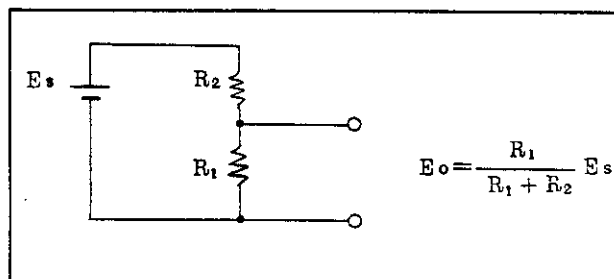 Es
R2
R1
Eo = R1 / (R1 + R2) Es